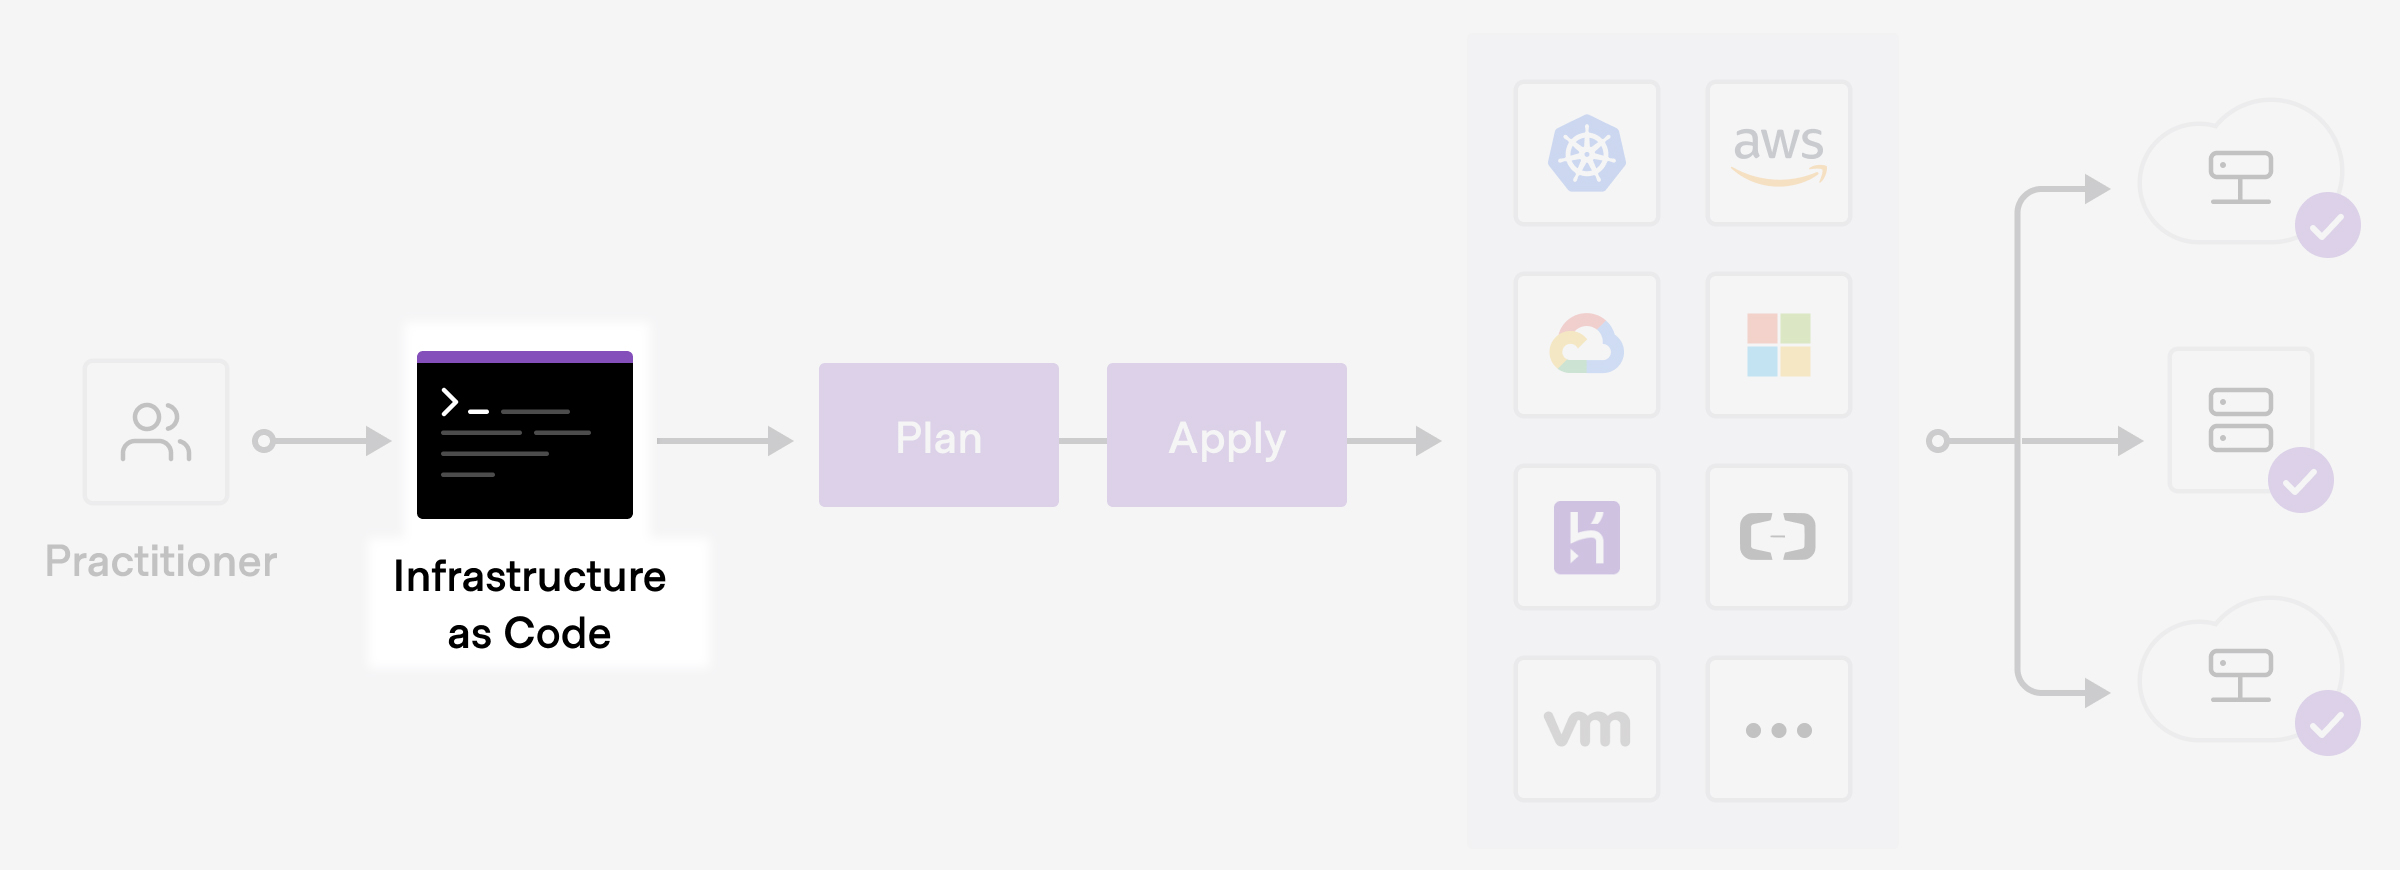 Practitioner
Infrastructure
as Code
Plan
Apply
aws
vm